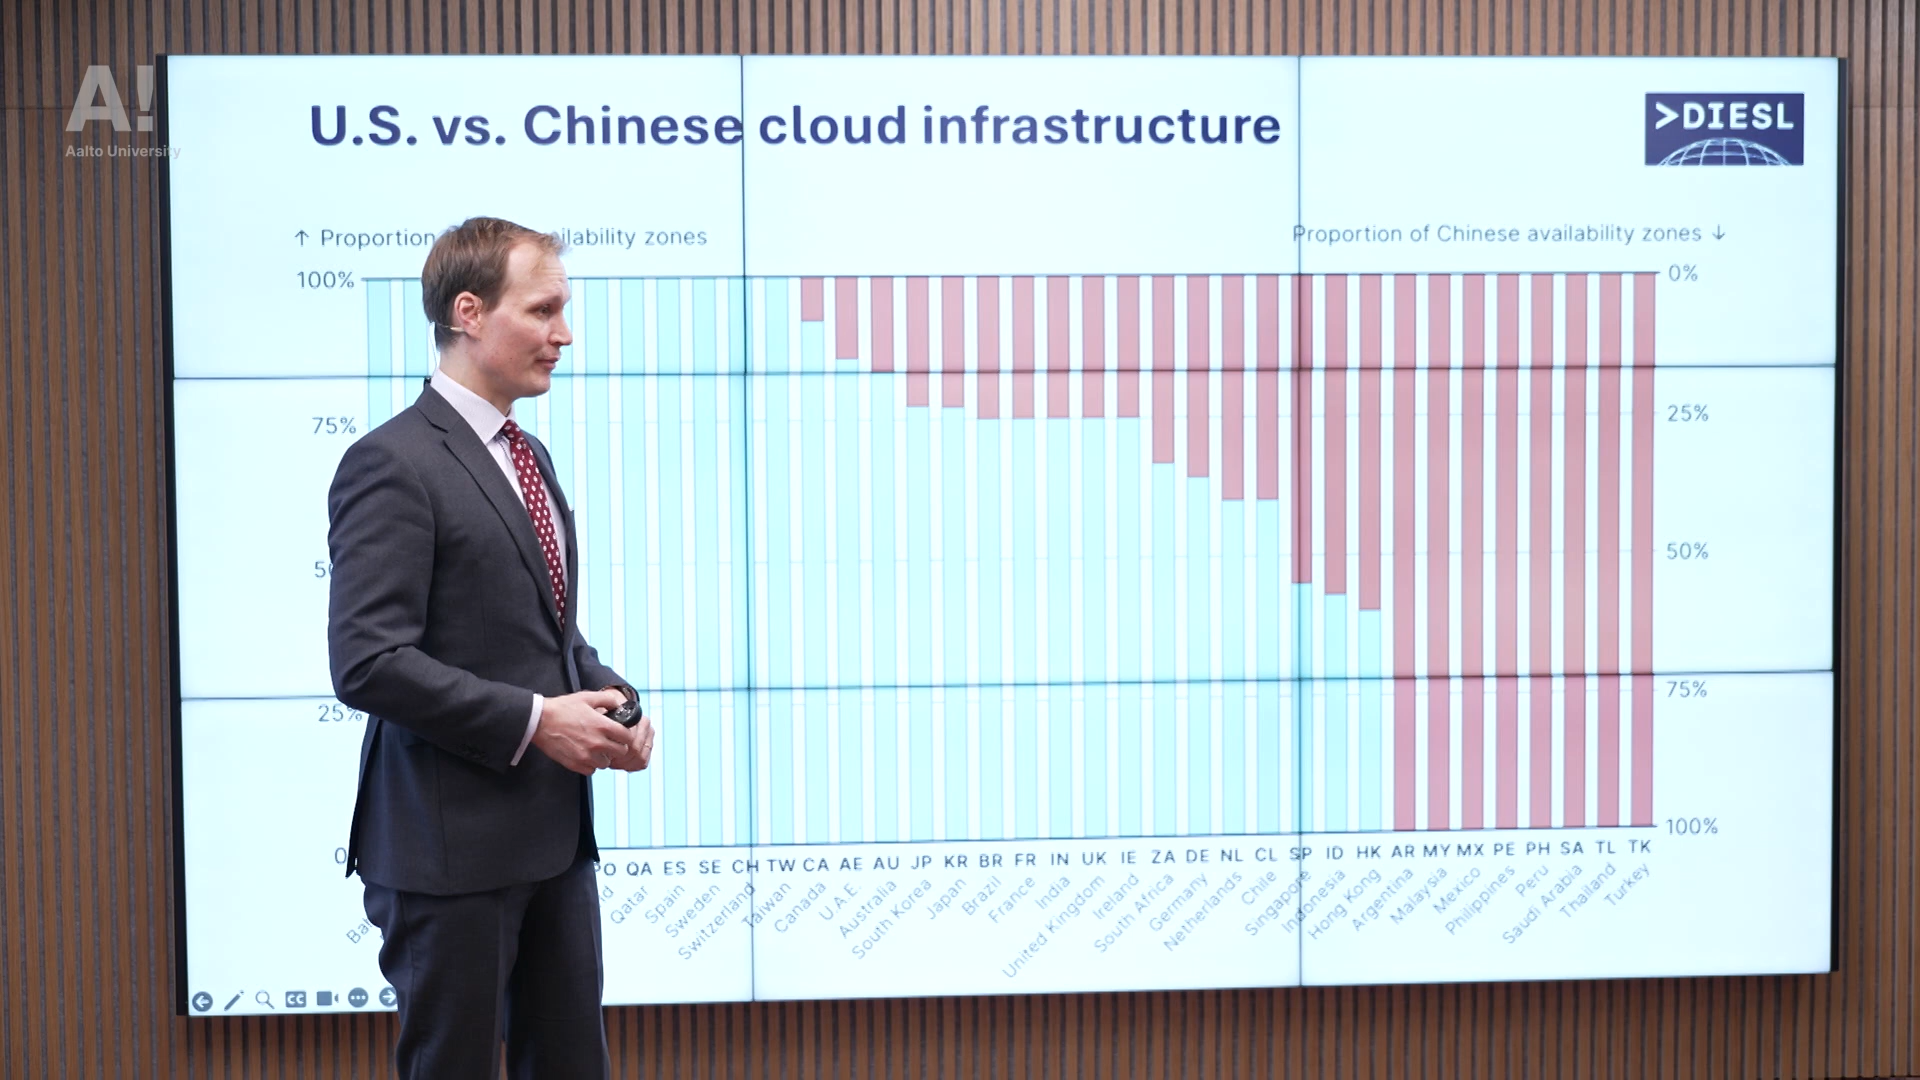 A!
Aalto University
U.S. vs. Chinese cloud infrastructure
>DIESL
↑ Proportion ilability zones
Proportion of Chinese availability zones ↓
100%
75%
25%
0%
25%
50%
75%
100%
QA ES SE CH TW CA AE AU JP KR BR FR IN UK IE ZA DE NL CL SP ID HK AR MY MX PE PH SA TL TK
Qatar
Spain
Sweden
Switzerland
Taiwan
Canada
U.A.E.
Australia
South Korea
Japan
Brazil
France
India
United Kingdom
Ireland
South Africa
Germany
Netherlands
Chile
Singapore
Indonesia
Hong Kong
Argentina
Malaysia
Mexico
Philippines
Peru
Saudi Arabia
Thailand
Turkey
CC